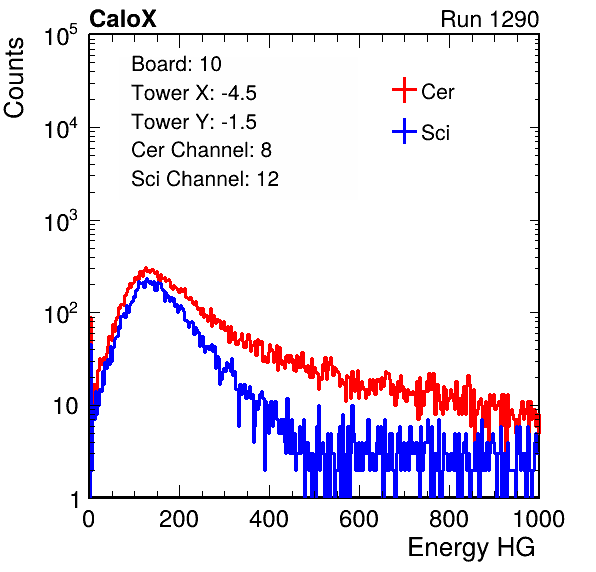 CaloX Run 1290
Counts
10^5
10^4
10^3
10^2
10
1
Board: 10
Tower X: -4.5
Tower Y: -1.5
Cer Channel: 8
Sci Channel: 12
Cer
Sci
0 200 400 600 800 1000
Energy HG